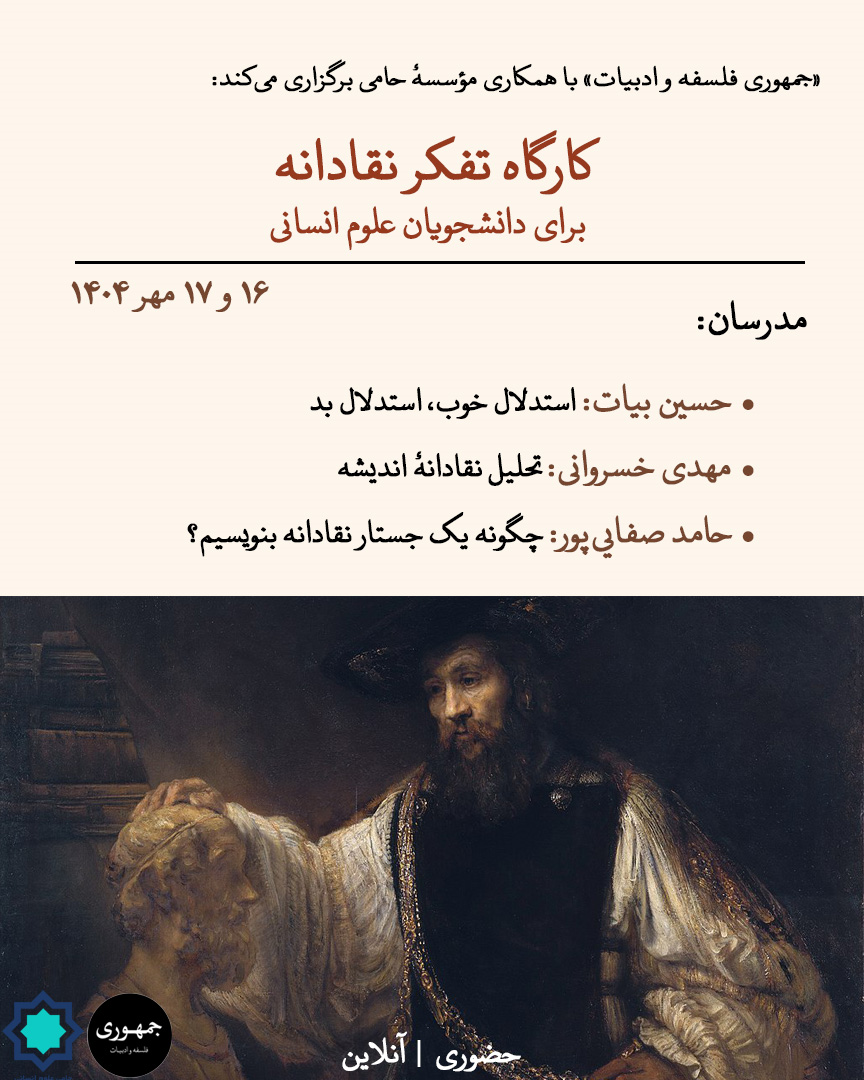 «جمهوری فلسفه و ادبیات» با همکاری مؤسسۀ حامی برگزاری می‌کند:
کارگاه تفکر نقادانه
برای دانشجویان علوم انسانی
۱۶ و ۱۷ مهر ۱۴۰۴
مدرسان:
• حسین بیات: استدلال خوب، استدلال بد
• مهدی خسروانی: تحلیل نقادانۀ اندیشه
• حامد صفایی‌پور: چگونه یک جستار نقادانه بنویسیم؟
جمهوری
فلسفه و ادبیات
حضوری | آنلاین